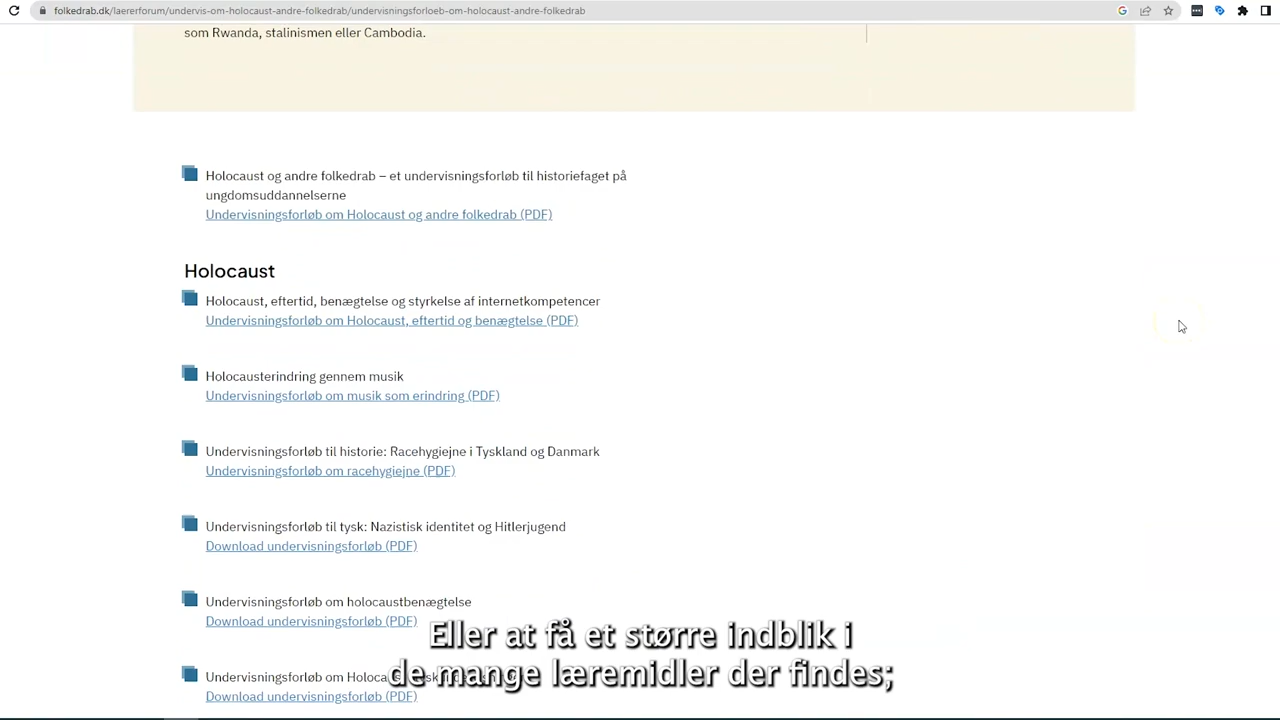 folkedrab.dk/laererforum/undervis-om-holocaust-andre-folkedrab/undervisningsforloeb-om-holocaust-andre-folkedrab
som Rwanda, stalinismen eller Cambodia.
Holocaust og andre folkedrab – et undervisningsforløb til historiefaget på
ungdomsuddannelserne
Undervisningsforløb om Holocaust og andre folkedrab (PDF)
Holocaust
Holocaust, eftertid, benægtelse og styrkelse af internetkompetencer
Undervisningsforløb om Holocaust, eftertid og benægtelse (PDF)
Holocausterindring gennem musik
Undervisningsforløb om musik som erindring (PDF)
Undervisningsforløb til historie: Racehygiejne i Tyskland og Danmark
Undervisningsforløb om racehygiejne (PDF)
Undervisningsforløb til tysk: Nazistisk identitet og Hitlerjugend
Download undervisningsforløb (PDF)
Undervisningsforløb om holocaustbenægtelse
Download undervisningsforløb (PDF)
Undervisningsforløb om
Download undervisningsforløb (PDF)
Eller at få et større indblik i
de mange læremidler der findes;